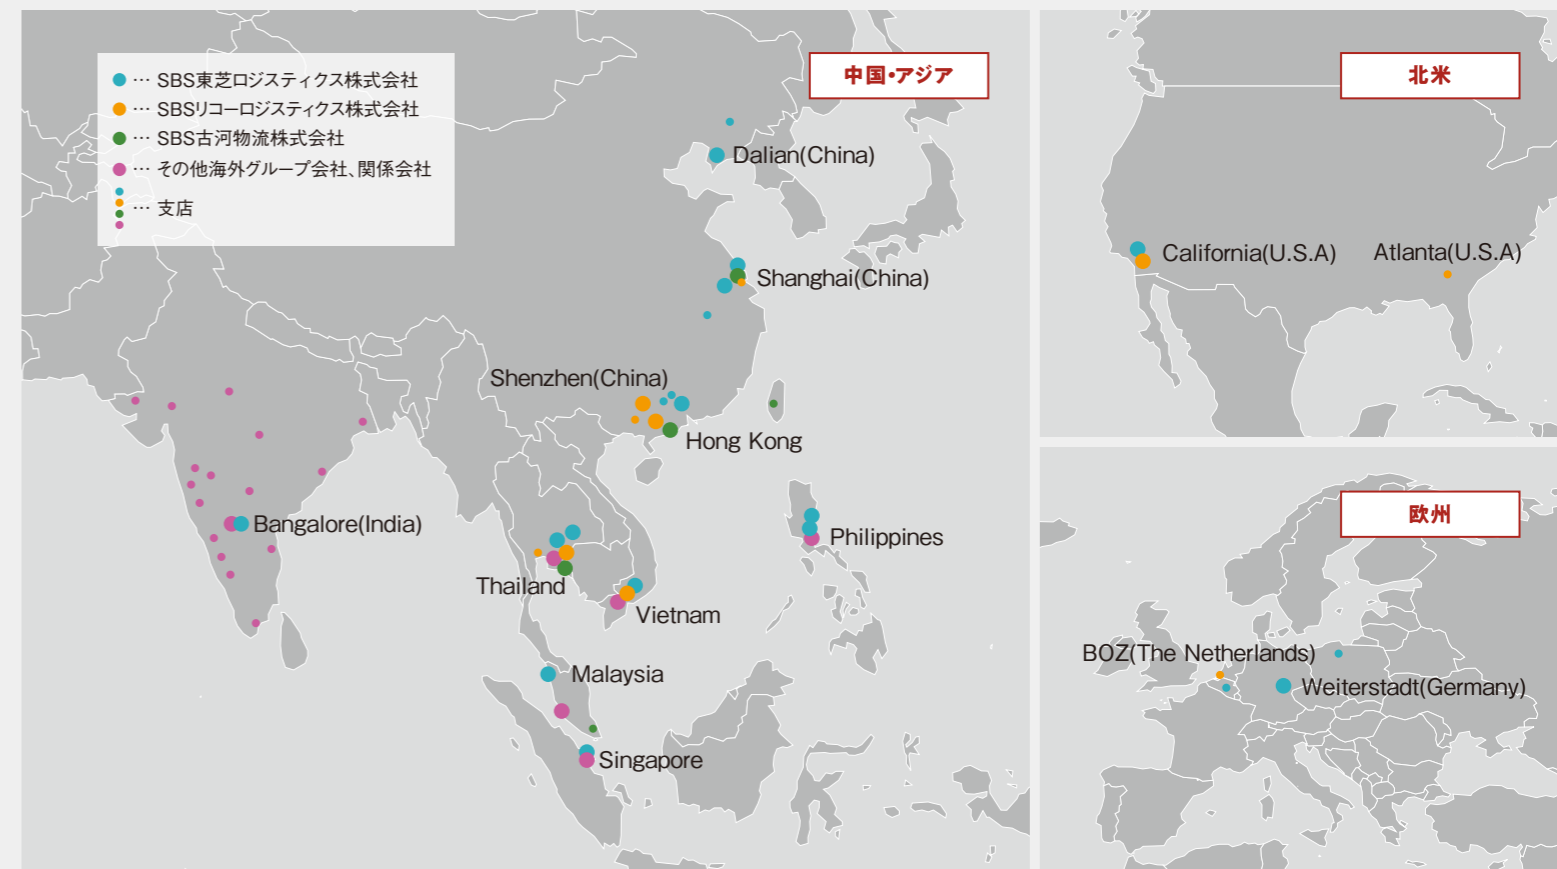 … SBS東芝ロジスティクス株式会社
… SBSリコーロジスティクス株式会社
… SBS古河物流株式会社
… その他海外グループ会社、関係会社
… 支店
中国・アジア
Dalian(China)
Shanghai(China)
Shenzhen(China)
Hong Kong
Bangalore(India)
Philippines
Thailand
Vietnam
Malaysia
Singapore
北米
California(U.S.A)
Atlanta(U.S.A)
欧州
BOZ(The Netherlands)
Weiterstadt(Germany)